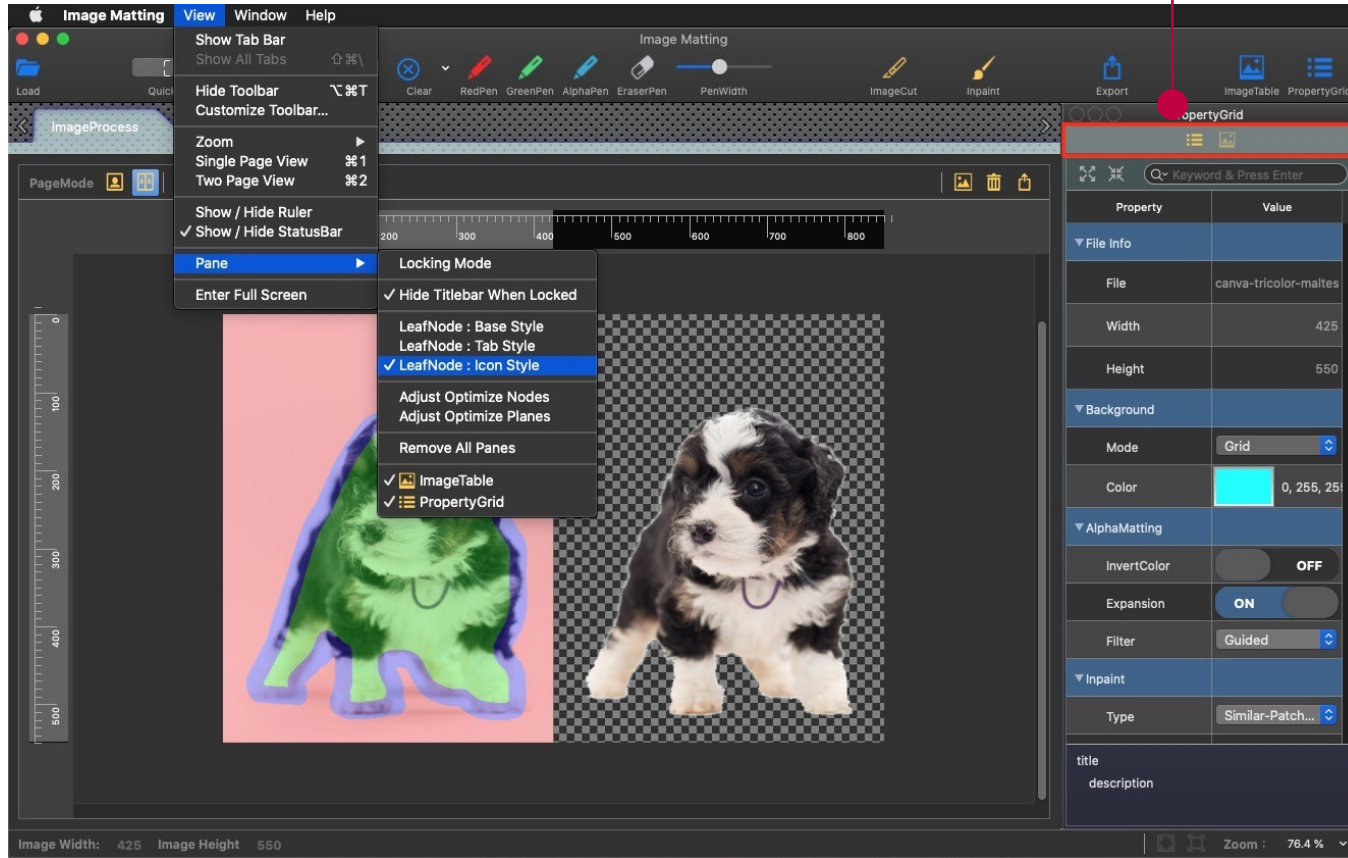 Image Matting View Window Help
Image Matting
Load
Clear RedPen GreenPen AlphaPen EraserPen PenWidth ImageCut Inpaint Export ImageTable
Show Tab Bar
Show All Tabs ⇧⌘\
Hide Toolbar ⌥⌘T
Customize Toolbar...
Zoom
Single Page View ⌘1
Two Page View ⌘2
Show / Hide Ruler
✓ Show / Hide StatusBar
Pane
Enter Full Screen
Locking Mode
✓ Hide Titlebar When Locked
LeafNode : Base Style
LeafNode : Tab Style
✓ LeafNode : Icon Style
Adjust Optimize Nodes
Adjust Optimize Planes
Remove All Panes
✓ ImageTable
✓ PropertyGrid
ImageProcess
PageMode
200 300 400 500 600 700 800
0
100
200
300
400
500
Keyword & Press Enter
Property Value
File Info
File canva-tricolor-maltes
Width 425
Height 550
Background
Mode Grid
Color 0, 255, 25
AlphaMatting
InvertColor OFF
Expansion ON
Filter Guided
Inpaint
Type Similar-Patch...
title
description
Image Width: 425 Image Height 550
Zoom : 76.4 %